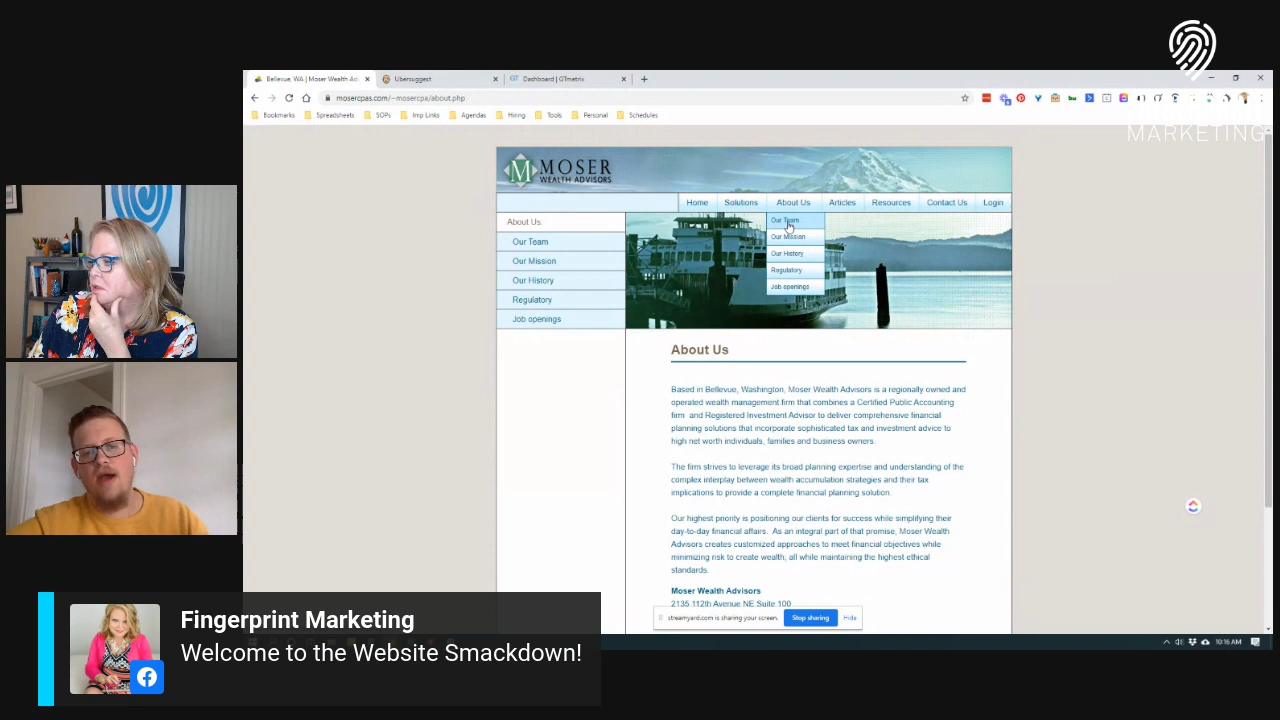 MARKETING
Bellevue, WA | Moser Wealth Ad
Ubersuggest
GT Dashboard | GTmetrix
mosercpas.com/~mosercpa/about.php
Bookmarks Spreadsheets SOPs Imp Links Agendas Hiring Tools Personal Schedules
M MOSER
WEALTH ADVISORS
Home Solutions About Us Articles Resources Contact Us Login
About Us
Our Team
Our Mission
Our History
Regulatory
Job openings
Our Team
Our Mission
Our History
Regulatory
Job openings
About Us
Based in Bellevue, Washington, Moser Wealth Advisors is a regionally owned and
operated wealth management firm that combines a Certified Public Accounting
firm and Registered Investment Advisor to deliver comprehensive financial
planning solutions that incorporate sophisticated tax and investment advice to
high net worth individuals, families and business owners.
The firm strives to leverage its broad planning expertise and understanding of the
complex interplay between wealth accumulation strategies and their tax
implications to provide a complete financial planning solution.
Our highest priority is positioning our clients for success while simplifying their
day-to-day financial affairs. As an integral part of that promise, Moser Wealth
Advisors creates customized approaches to meet financial objectives while
minimizing risk to create wealth, all while maintaining the highest ethical
standards.
Moser Wealth Advisors
2135 112th Avenue NE Suite 100
streamyard.com is sharing your screen. Stop sharing Hide
10:16 AM
Fingerprint Marketing
Welcome to the Website Smackdown!